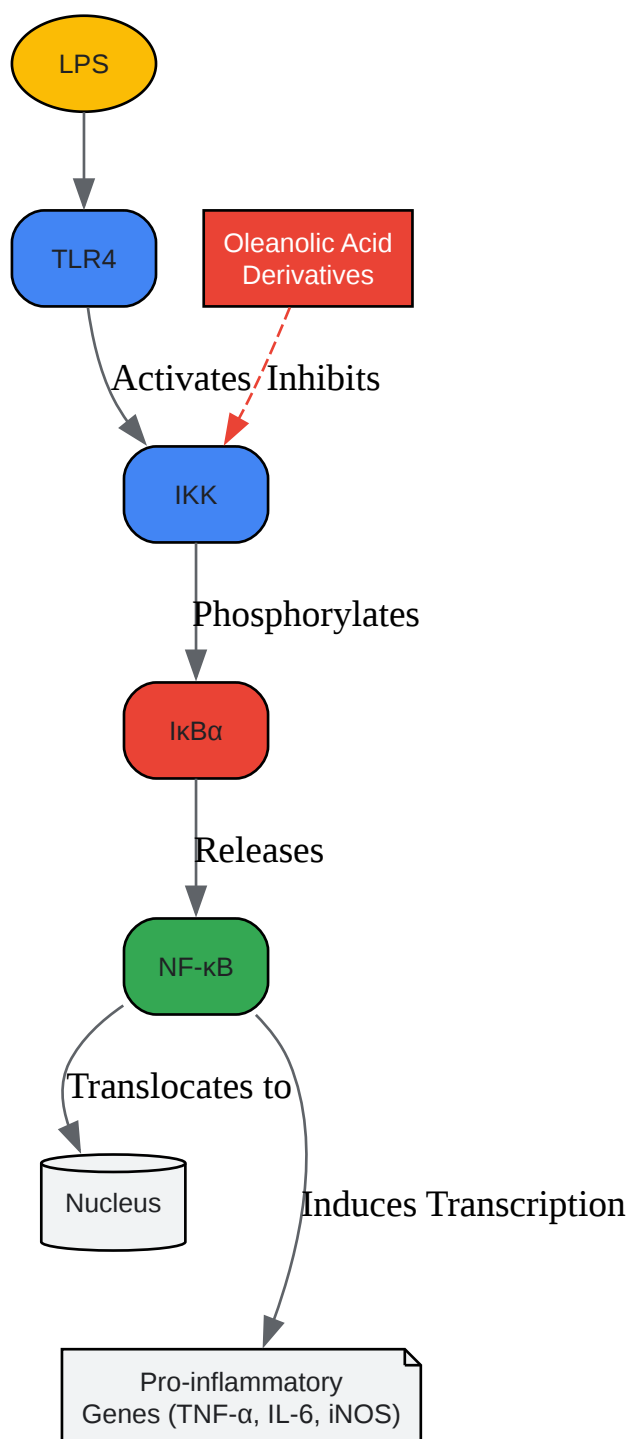 LPS
TLR4
Oleanolic Acid
Derivatives
Activates
Inhibits
IKK
Phosphorylates
IκBα
Releases
NF-κB
Translocates to
Nucleus
Induces Transcription
Pro-inflammatory
Genes (TNF-α, IL-6, iNOS)